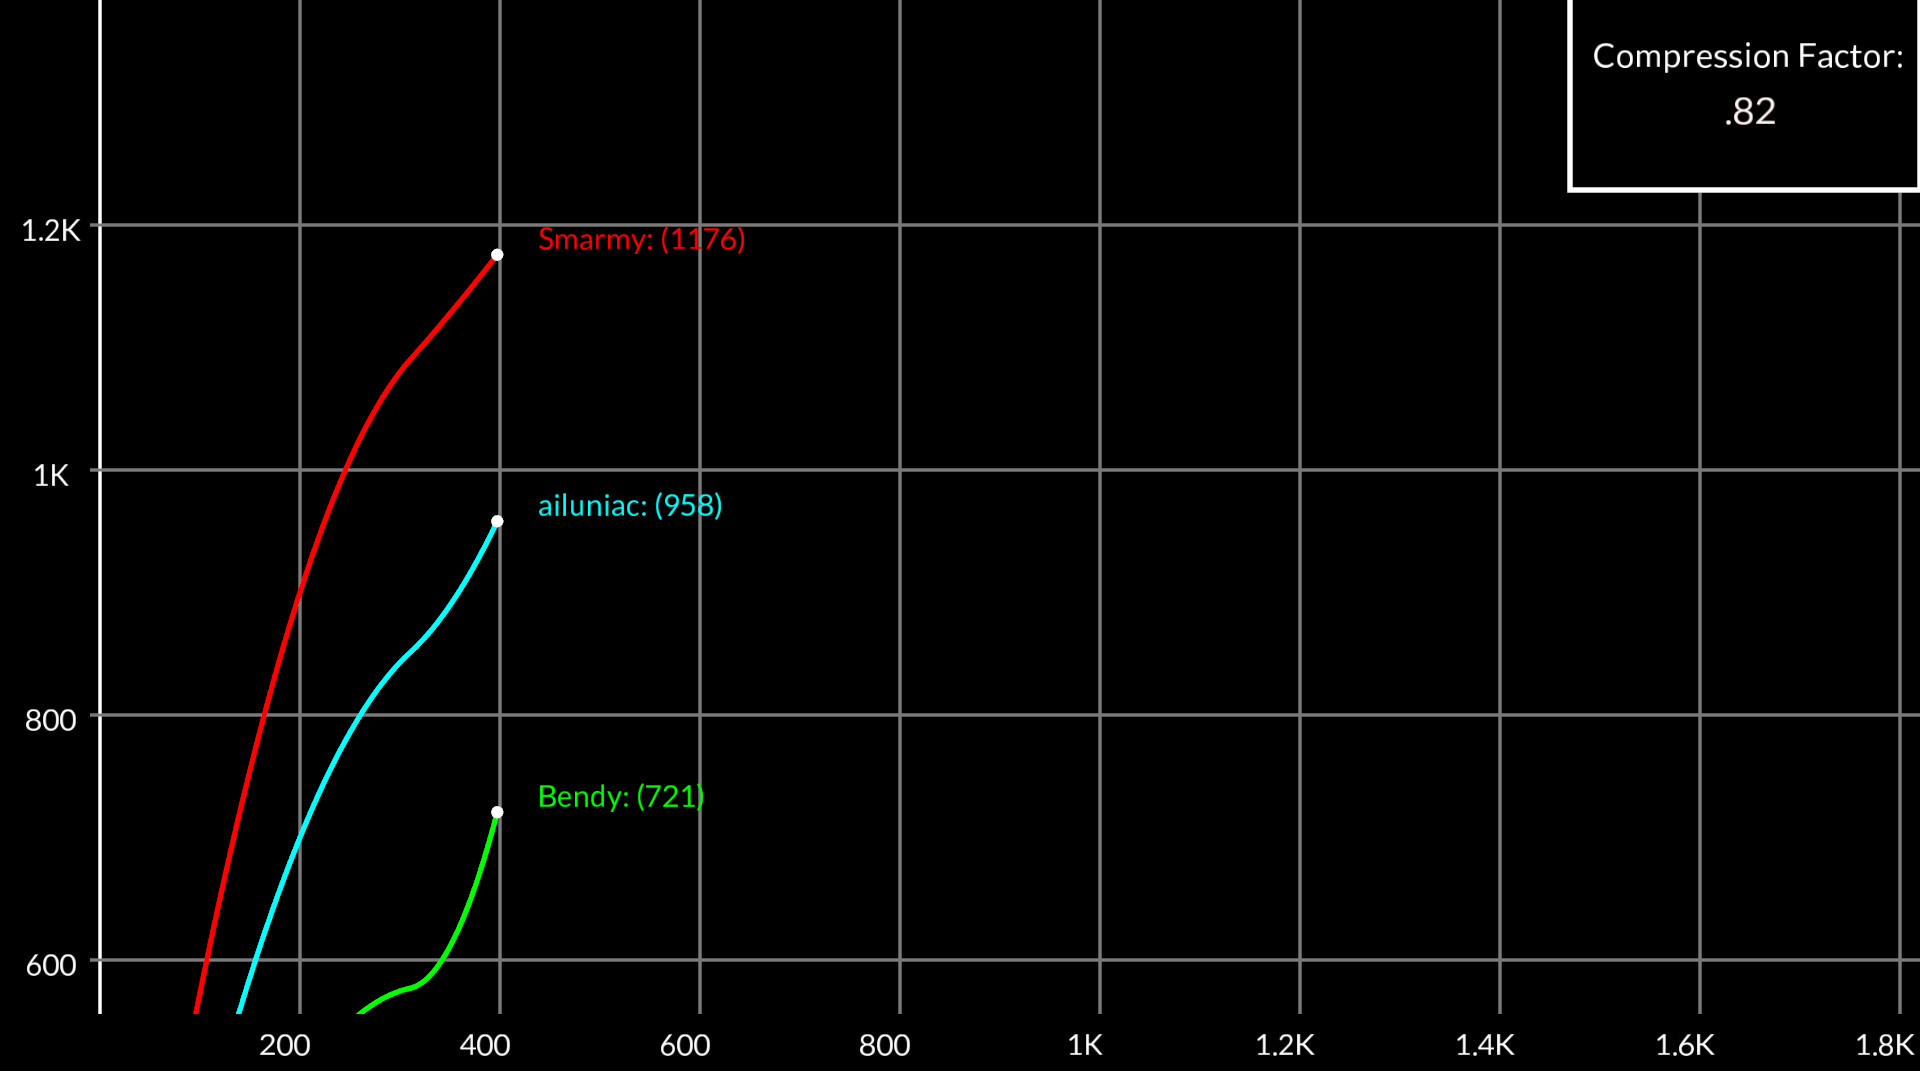 Compression Factor:
.82
1.2K
Smarmy: (1176)
1K
ailuniac: (958)
800
Bendy: (721)
600
200 400 600 800 1K 1.2K 1.4K 1.6K 1.8K